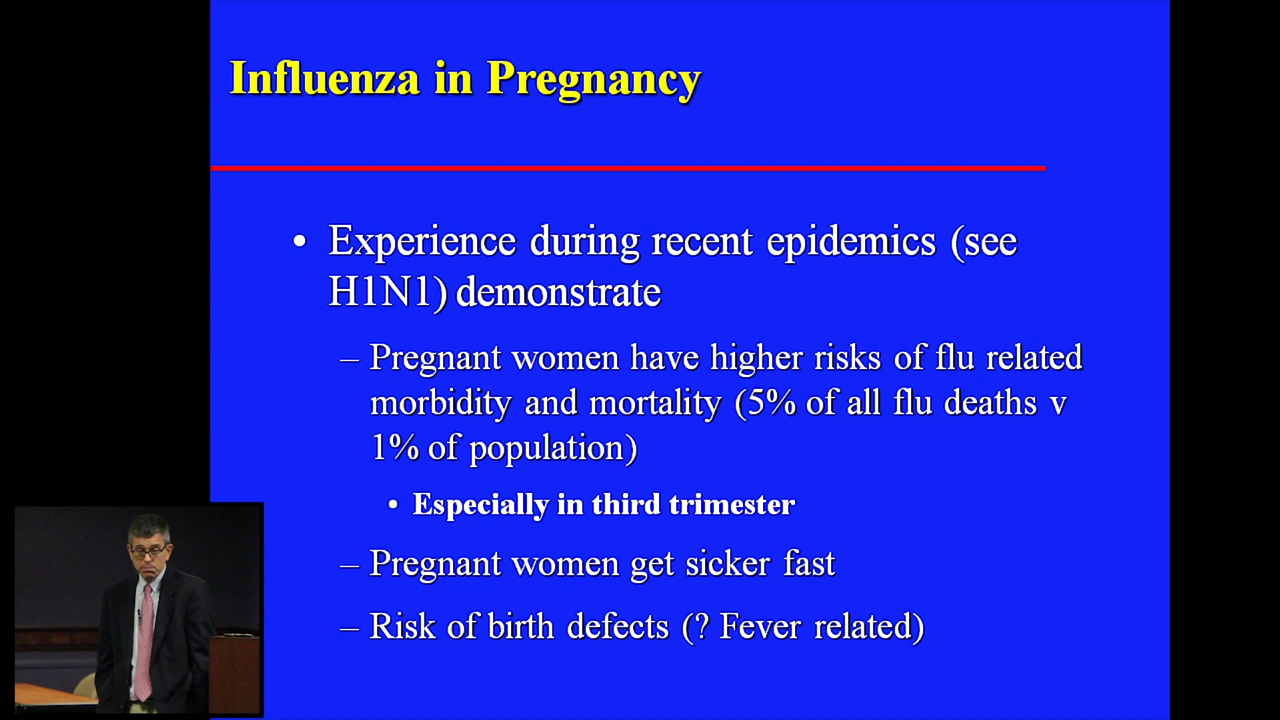 Influenza in Pregnancy
• Experience during recent epidemics (see
H1N1) demonstrate
– Pregnant women have higher risks of flu related
morbidity and mortality (5% of all flu deaths v
1% of population)
• Especially in third trimester
– Pregnant women get sicker fast
– Risk of birth defects (? Fever related)